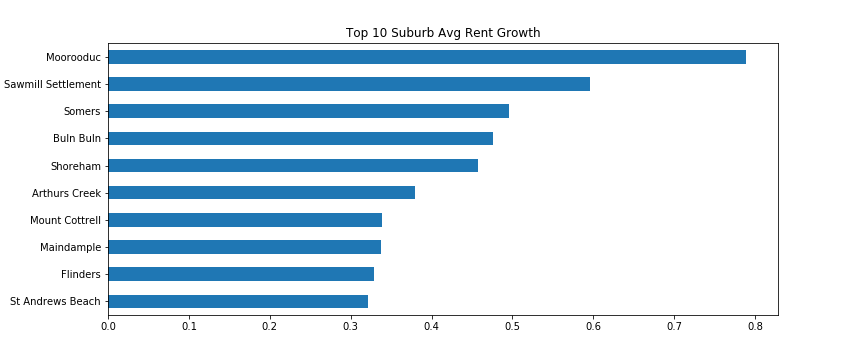 Top 10 Suburb Avg Rent Growth
Moorooduc
Sawmill Settlement
Somers
Buln Buln
Shoreham
Arthurs Creek
Mount Cottrell
Maindample
Flinders
St Andrews Beach
0.0 0.1 0.2 0.3 0.4 0.5 0.6 0.7 0.8